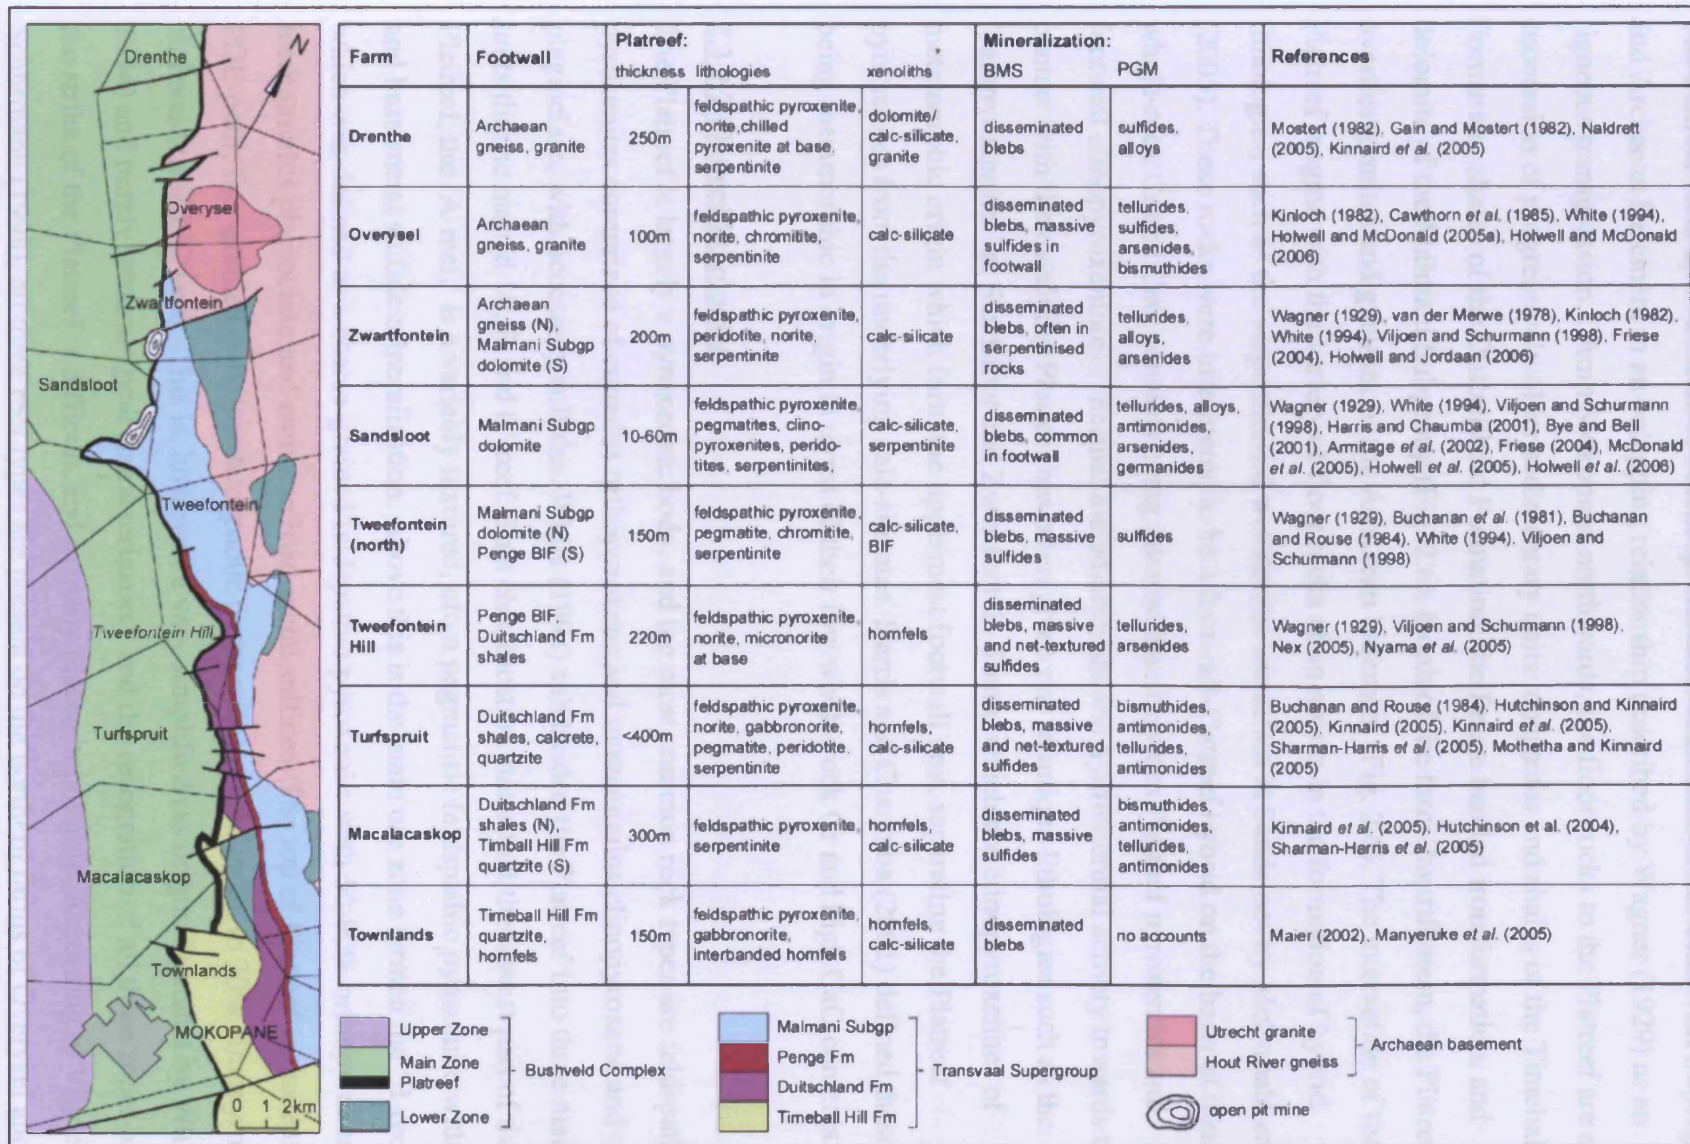 Drenthe
N
Overysel
Zwartfontein
Sandsloot
Tweefontein
Tweefontein Hill
Turfspruit
Macalacaskop
Townlands
MOKOPANE
0 1 2km
Farm
Footwall
Platreef:
thickness
lithologies
xenoliths
Mineralization:
BMS
PGM
References
Drenthe
Archaean
gneiss, granite
250m
feldspathic pyroxenite,
norite,chilled
pyroxenite at base,
serpentinite
dolomite/
calc-silicate,
granite
disseminated
blebs
sulfides,
alloys
Mostert (1982), Gain and Mostert (1982), Naldrett
(2005), Kinnaird et al. (2005)
Overysel
Archaean
gneiss, granite
100m
feldspathic pyroxenite,
norite, chromitite,
serpentinite
calc-silicate
disseminated
blebs, massive
sulfides in
footwall
tellurides,
sulfides,
arsenides,
bismuthides
Kinloch (1982), Cawthorn et al. (1985), White (1994),
Holwell and McDonald (2005a), Holwell and McDonald
(2006)
Zwartfontein
Archaean
gneiss (N),
Malmani Subgp
dolomite (S)
200m
feldspathic pyroxenite,
peridotite, norite,
serpentinite
calc-silicate
disseminated
blebs, often in
serpentinised
rocks
tellurides,
alloys,
arsenides
Wagner (1929), van der Merwe (1978), Kinloch (1982),
White (1994), Viljoen and Schurmann (1998), Friese
(2004), Holwell and Jordaan (2006)
Sandsloot
Malmani Subgp
dolomite
10-60m
feldspathic pyroxenite,
pegmatites, clino-
pyroxenites, perido-
tites, serpentinites,
calc-silicate,
serpentinite
disseminated
blebs, common
in footwall
tellurides, alloys,
antimonides,
arsenides,
germanides
Wagner (1929), White (1994), Viljoen and Schurmann
(1998), Harris and Chaumba (2001), Bye and Bell
(2001), Armitage et al. (2002), Friese (2004), McDonald
et al. (2005), Holwell et al. (2005), Holwell et al. (2006)
Tweefontein
(north)
Malmani Subgp
dolomite (N)
Penge BIF (S)
150m
feldspathic pyroxenite,
pegmatite, chromitite,
serpentinite
calc-silicate,
BIF
disseminated
blebs, massive
sulfides
sulfides
Wagner (1929), Buchanan et al. (1981), Buchanan
and Rouse (1984), White (1994), Viljoen and
Schurmann (1998)
Tweefontein
Hill
Penge BIF,
Duitschland Fm
shales
220m
feldspathic pyroxenite,
norite, micronorite
at base
hornfels
disseminated
blebs, massive
and net-textured
sulfides
tellurides,
arsenides
Wagner (1929), Viljoen and Schurmann (1998),
Nex (2005), Nyama et al. (2005)
Turfspruit
Duitschland Fm
shales, calcrete,
quartzite
<400m
feldspathic pyroxenite,
norite, gabbronorite,
pegmatite, peridotite,
serpentinite
hornfels,
calc-silicate
disseminated
blebs, massive
and net-textured
sulfides
bismuthides,
antimonides,
tellurides,
antimonides
Buchanan and Rouse (1984), Hutchinson and Kinnaird
(2005), Kinnaird (2005), Kinnaird et al. (2005),
Sharman-Harris et al. (2005), Mothetha and Kinnaird
(2005)
Macalacaskop
Duitschland Fm
shales (N),
Timball Hill Fm
quartzite (S)
300m
feldspathic pyroxenite,
serpentinite
hornfels,
calc-silicate
disseminated
blebs, massive
sulfides
bismuthides,
antimonides,
tellurides,
antimonides
Kinnaird et al. (2005), Hutchinson et al. (2004),
Sharman-Harris et al. (2005)
Townlands
Timeball Hill Fm
quartzite,
hornfels
150m
feldspathic pyroxenite,
gabbronorite,
interbanded hornfels
hornfels,
calc-silicate
disseminated
blebs
no accounts
Maier (2002), Manyeruke et al. (2005)
Upper Zone
Main Zone
Platreef
Lower Zone
Bushveld Complex
Malmani Subgp
Penge Fm
Duitschland Fm
Timeball Hill Fm
Transvaal Supergroup
Utrecht granite
Hout River gneiss
Archaean basement
open pit mine